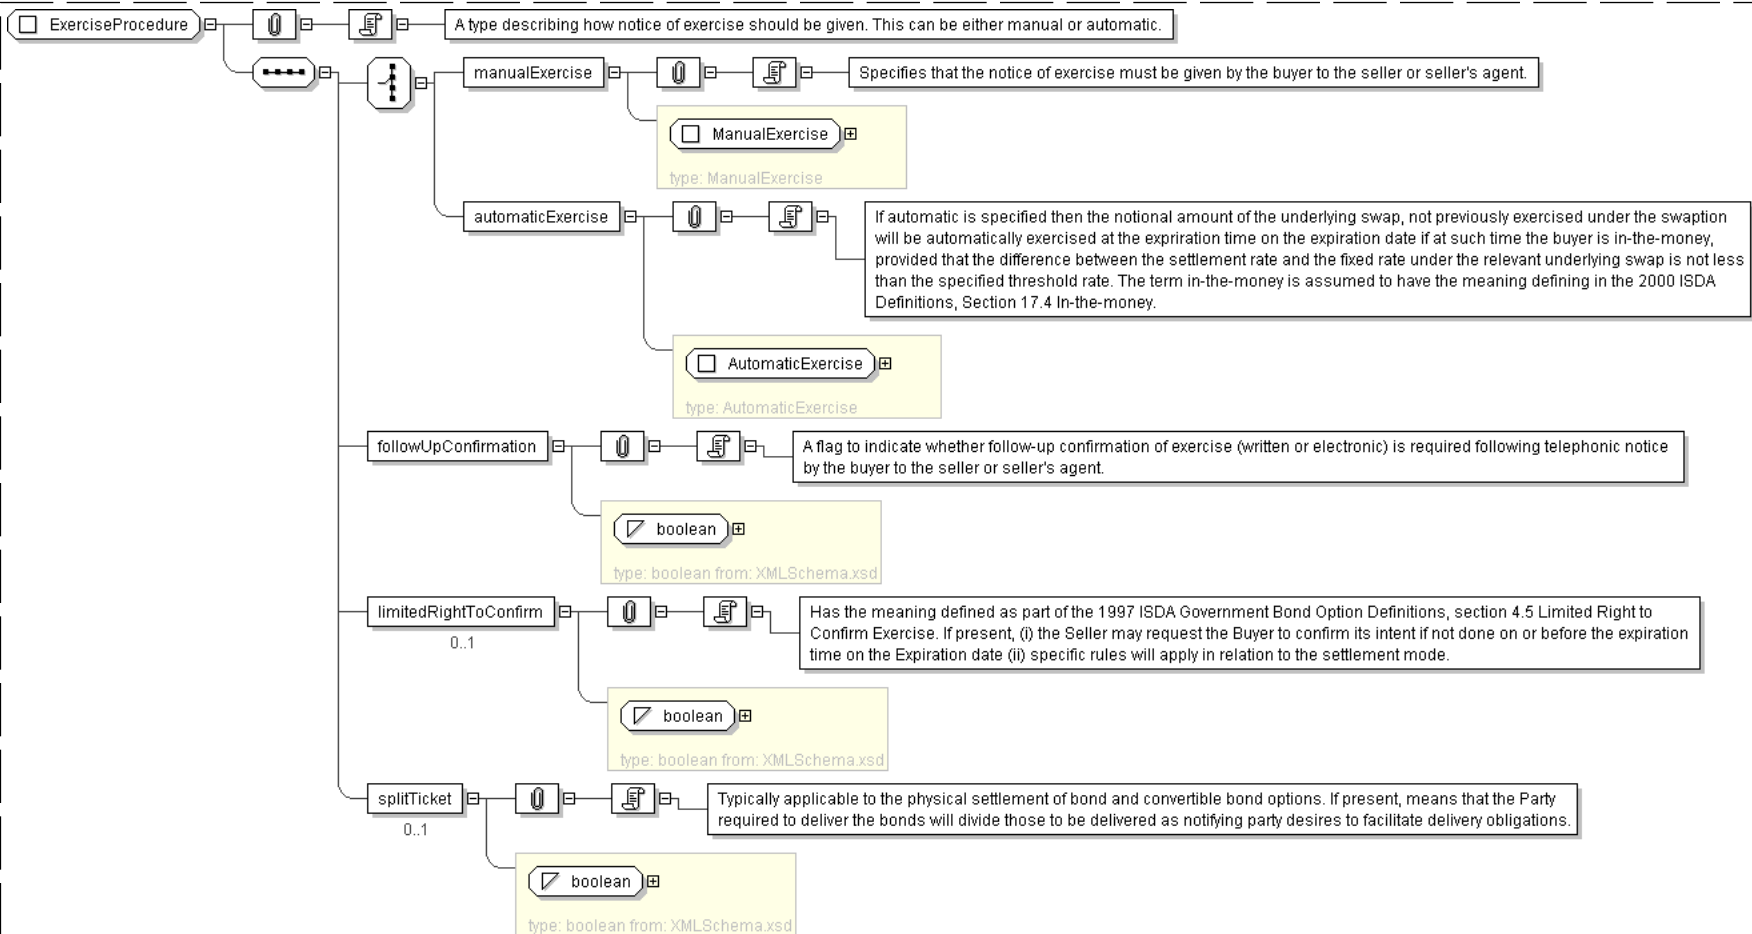 ExerciseProcedure
A type describing how notice of exercise should be given. This can be either manual or automatic.
manualExercise
Specifies that the notice of exercise must be given by the buyer to the seller or seller's agent.
ManualExercise
type: ManualExercise
automaticExercise
If automatic is specified then the notional amount of the underlying swap, not previously exercised under the swaption
will be automatically exercised at the expriration time on the expiration date if at such time the buyer is in-the-money,
provided that the difference between the settlement rate and the fixed rate under the relevant underlying swap is not less
than the specified threshold rate. The term in-the-money is assumed to have the meaning defining in the 2000 ISDA
Definitions, Section 17.4 In-the-money.
AutomaticExercise
type: AutomaticExercise
followUpConfirmation
A flag to indicate whether follow-up confirmation of exercise (written or electronic) is required following telephonic notice
by the buyer to the seller or seller's agent.
boolean
type: boolean from: XMLSchema.xsd
limitedRightToConfirm
0..1
Has the meaning defined as part of the 1997 ISDA Government Bond Option Definitions, section 4.5 Limited Right to
Confirm Exercise. If present, (i) the Seller may request the Buyer to confirm its intent if not done on or before the expiration
time on the Expiration date (ii) specific rules will apply in relation to the settlement mode.
boolean
type: boolean from: XMLSchema.xsd
splitTicket
0..1
Typically applicable to the physical settlement of bond and convertible bond options. If present, means that the Party
required to deliver the bonds will divide those to be delivered as notifying party desires to facilitate delivery obligations.
boolean
type: boolean from: XMLSchema.xsd